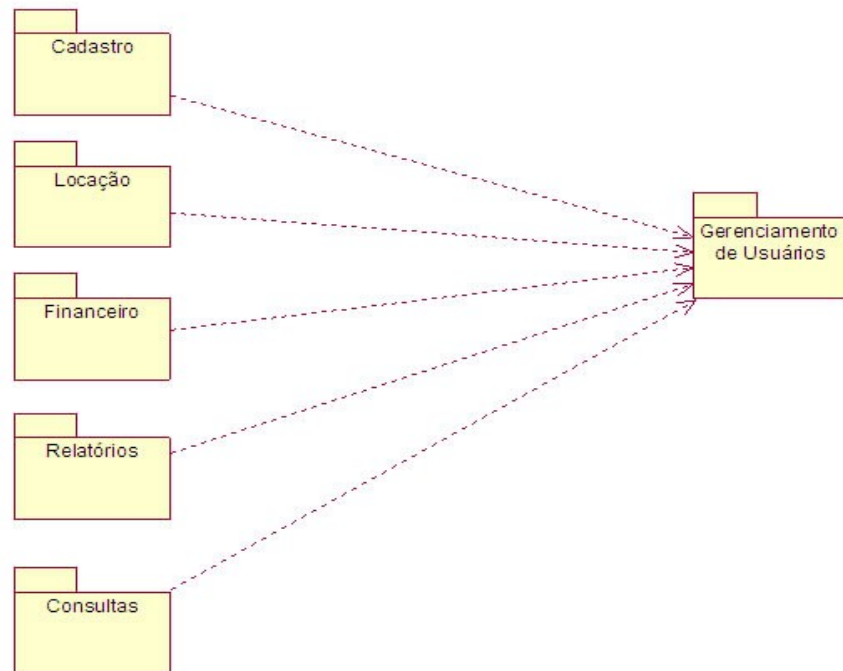 Cadastro
Locação
Financeiro
Relatórios
Consultas
Gerenciamento
de Usuários